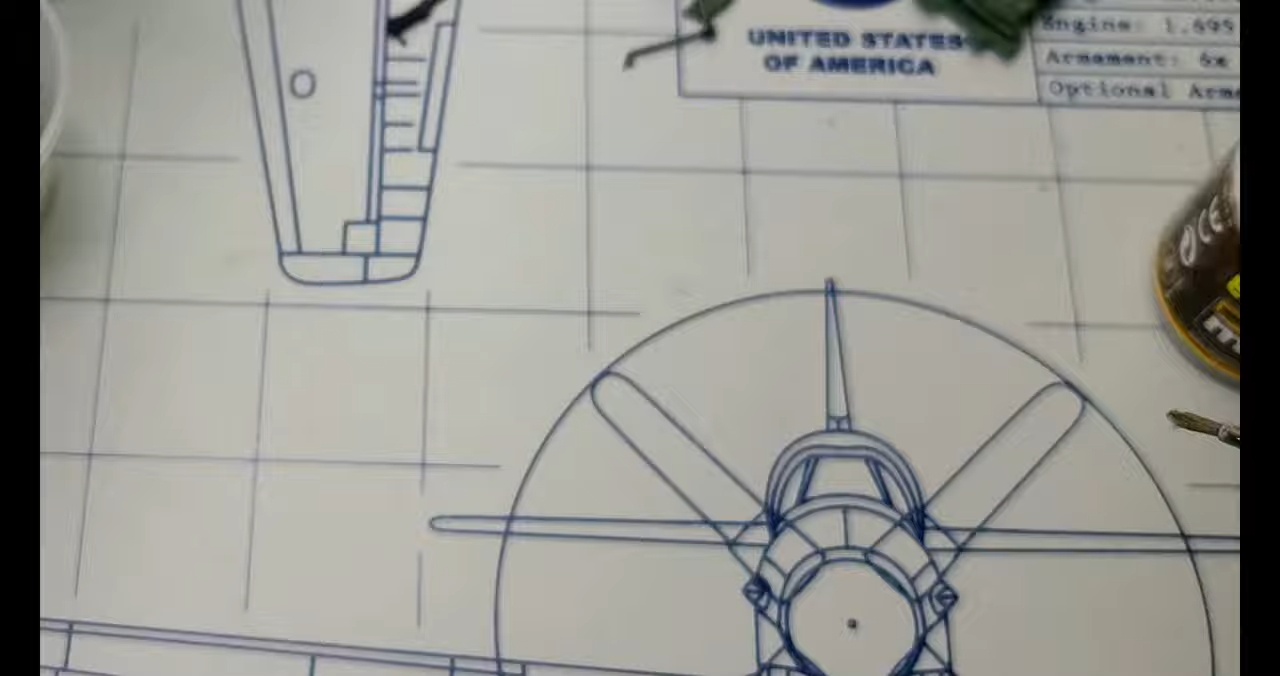 UNITED STATES
OF AMERICA
Engine: 1,695
Armament: 6x
Optional Arm